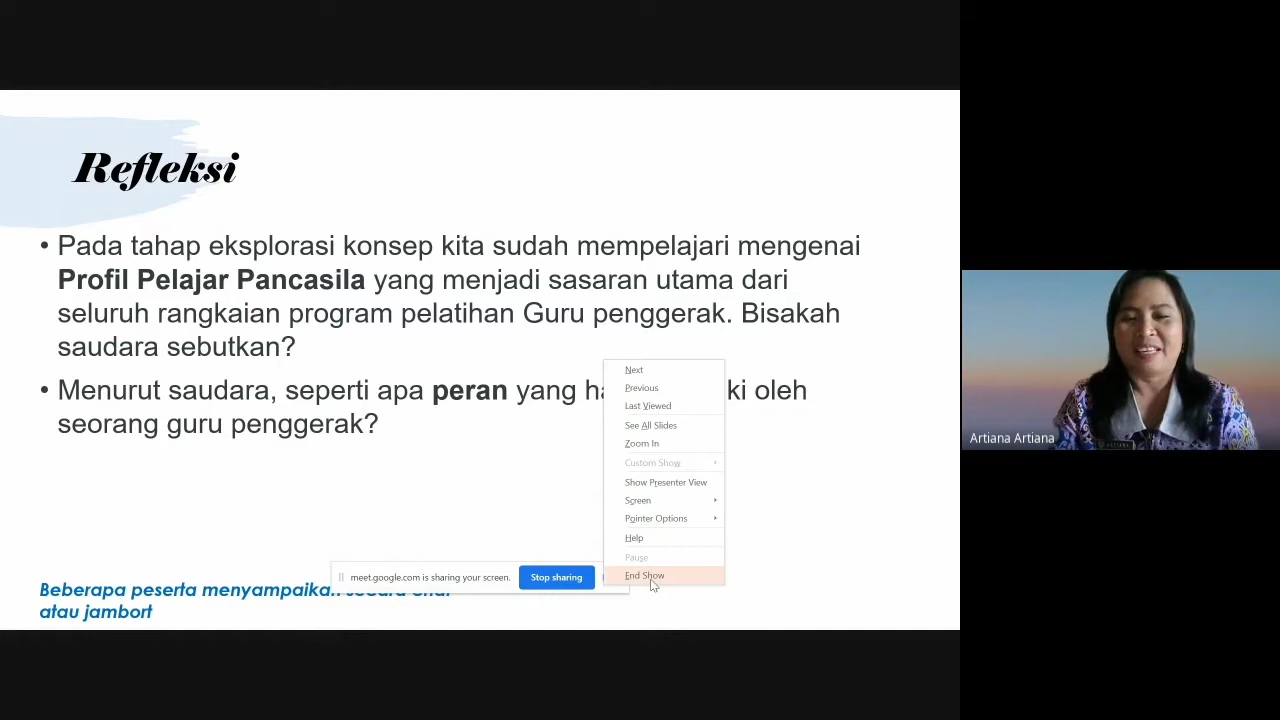 Refleksi
• Pada tahap eksplorasi konsep kita sudah mempelajari mengenai
Profil Pelajar Pancasila yang menjadi sasaran utama dari
seluruh rangkaian program pelatihan Guru penggerak. Bisakah
saudara sebutkan?
• Menurut saudara, seperti apa peran yang ki oleh
seorang guru penggerak?
Next
Previous
Last Viewed
See All Slides
Zoom In
Custom Show
Show Presenter View
Screen
Pointer Options
Help
Pause
End Show
meet.google.com is sharing your screen.
Stop sharing
Beberapa peserta menyampaikan secara
atau jambort
Artiana Artiana